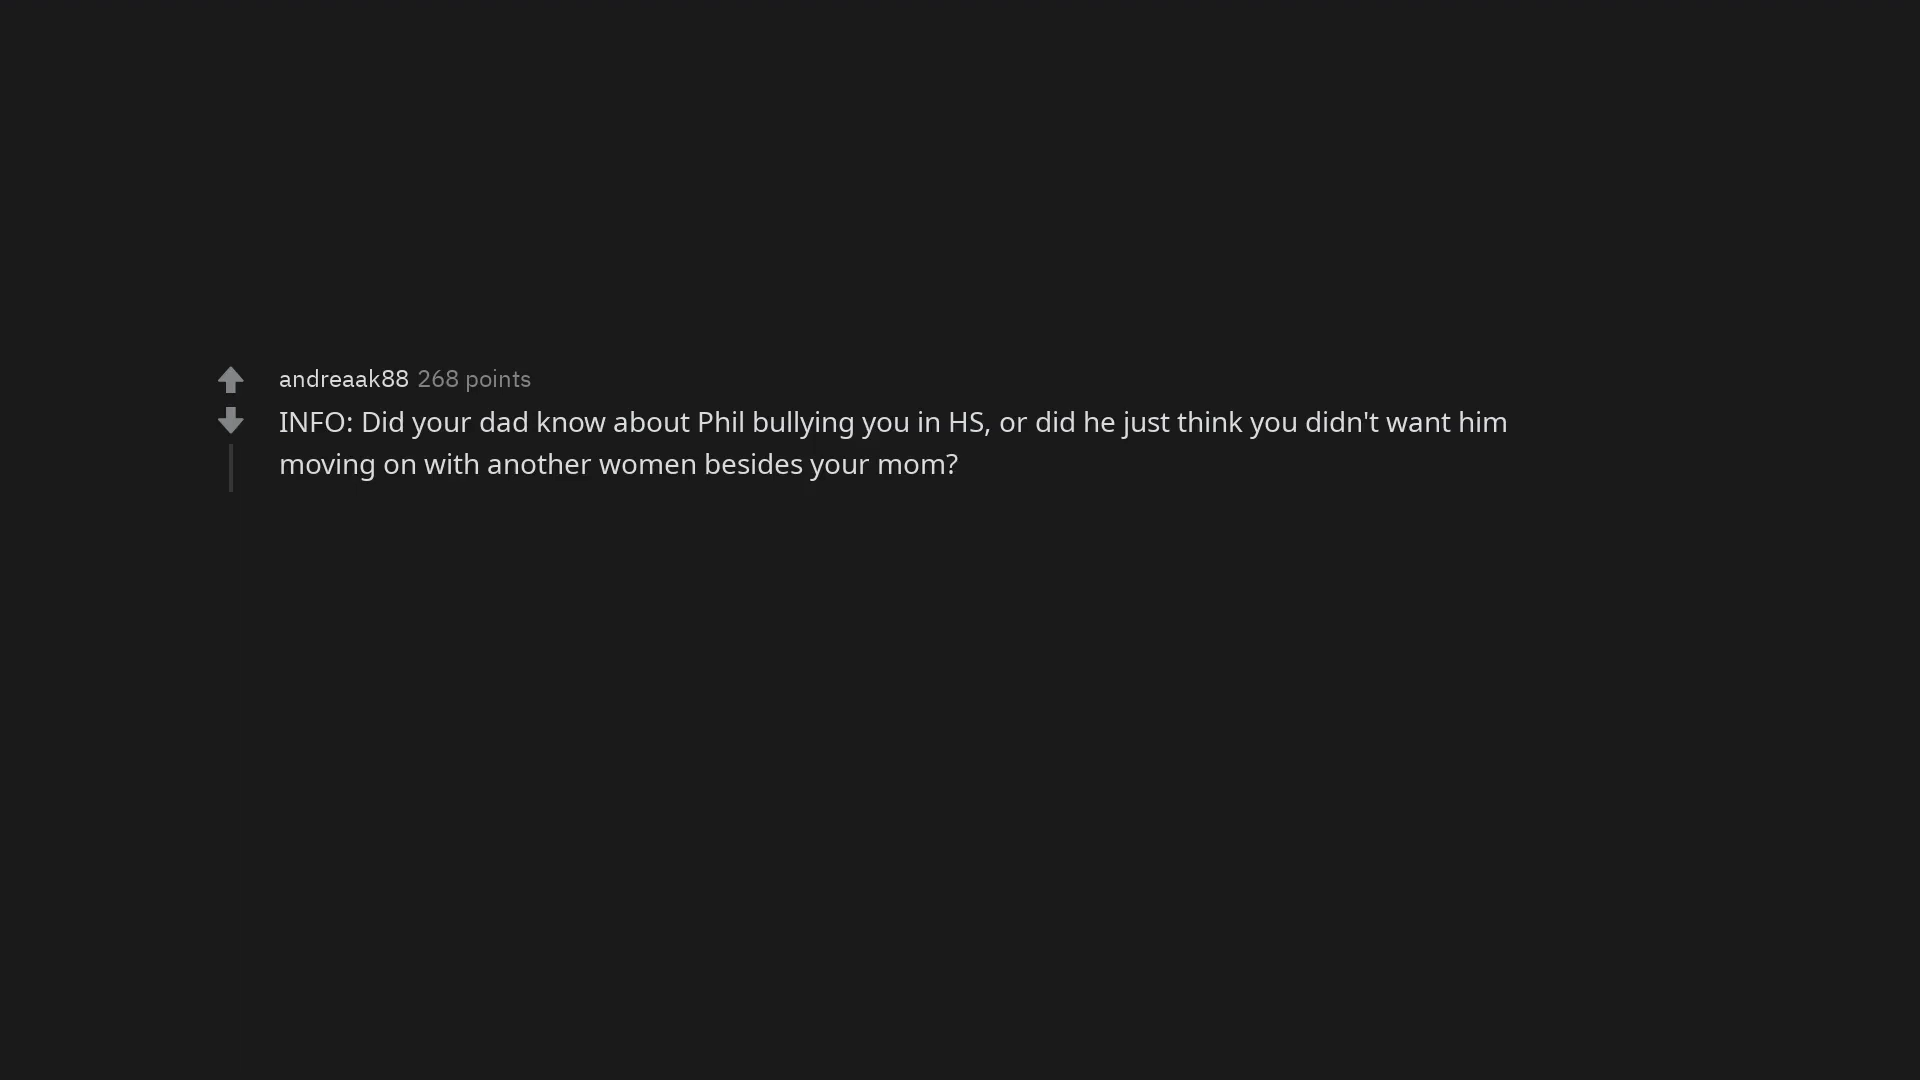 andreaak88 268 points
INFO: Did your dad know about Phil bullying you in HS, or did he just think you didn't want him
moving on with another women besides your mom?